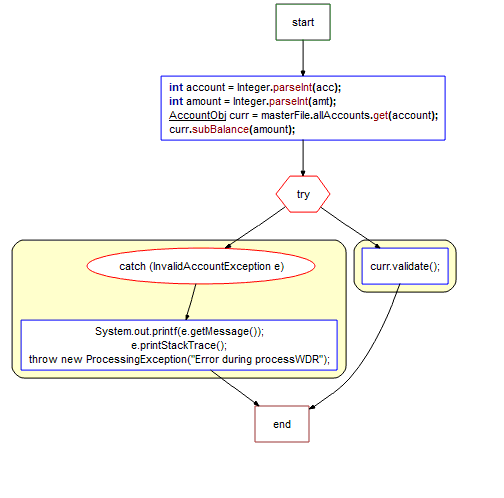 start
int account = Integer.parseInt(acc);
int amount = Integer.parseInt(amt);
AccountObj curr = masterFile.allAccounts.get(account);
curr.subBalance(amount);
try
catch (InvalidAccountException e)
curr.validate();
System.out.printf(e.getMessage());
e.printStackTrace();
throw new ProcessingException("Error during processWDR");
end